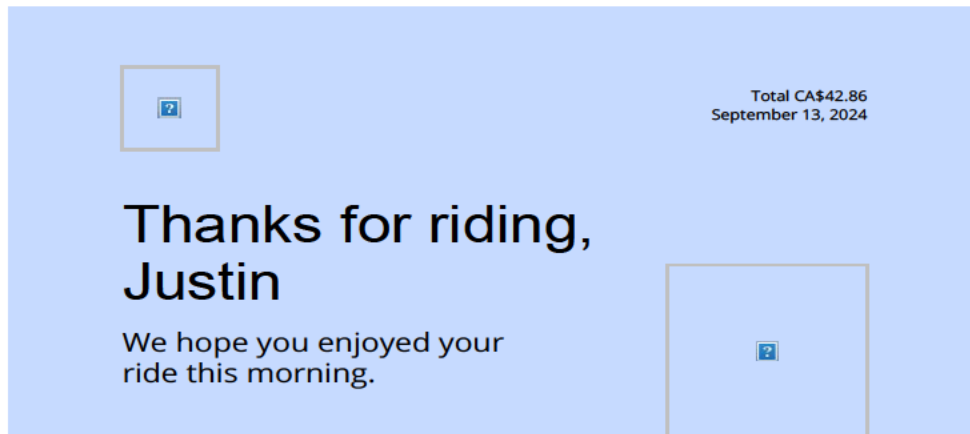 Total CA$42.86
September 13, 2024
Thanks for riding,
Justin
We hope you enjoyed your
ride this morning.